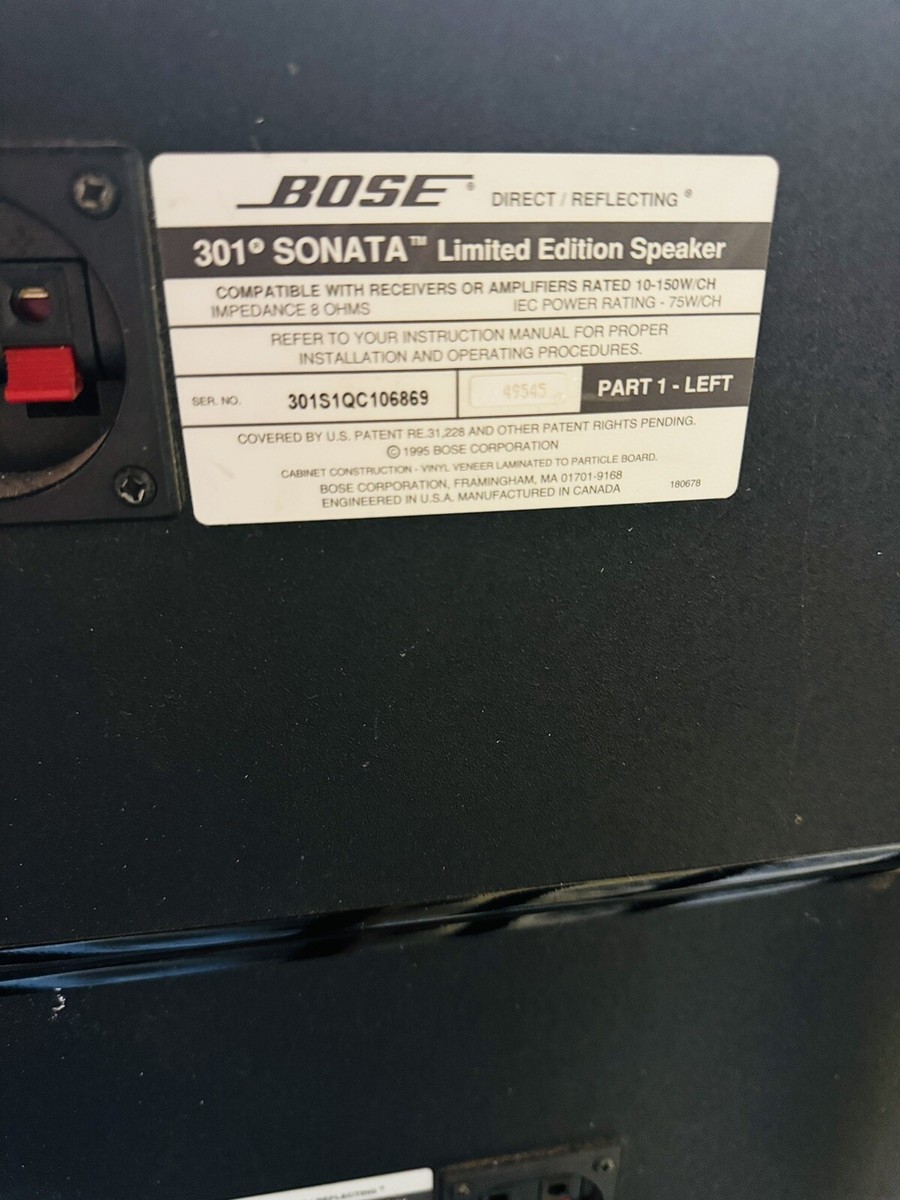 BOSE® DIRECT / REFLECTING®
301® SONATA™ Limited Edition Speaker
COMPATIBLE WITH RECEIVERS OR AMPLIFIERS RATED 10-150W/CH
IMPEDANCE 8 OHMS IEC POWER RATING - 75W/CH
REFER TO YOUR INSTRUCTION MANUAL FOR PROPER
INSTALLATION AND OPERATING PROCEDURES.
SER. NO. 301S1QC106869 49545 PART 1 - LEFT
COVERED BY U.S. PATENT RE.31,228 AND OTHER PATENT RIGHTS PENDING.
© 1995 BOSE CORPORATION
CABINET CONSTRUCTION - VINYL VENEER LAMINATED TO PARTICLE BOARD.
BOSE CORPORATION, FRAMINGHAM, MA 01701-9168
ENGINEERED IN U.S.A. MANUFACTURED IN CANADA 180678
REFLECTING